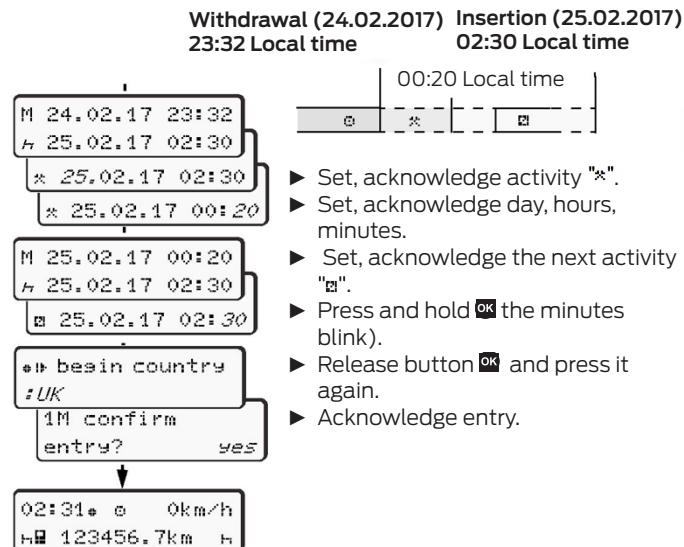 Withdrawal (24.02.2017) Insertion (25.02.2017)
23:32 Local time 02:30 Local time
00:20 Local time
M 24.02.17 23:32
25.02.17 02:30
25.02.17 02:30
25.02.17 00:20
M 25.02.17 00:20
25.02.17 02:30
25.02.17 02:30
begin country
:UK
1M confirm
entry? yes
02:31 0km/h
123456.7km
► Set, acknowledge activity "".
► Set, acknowledge day, hours,
minutes.
► Set, acknowledge the next activity
"".
► Press and hold OK the minutes
blink).
► Release button OK and press it
again.
► Acknowledge entry.